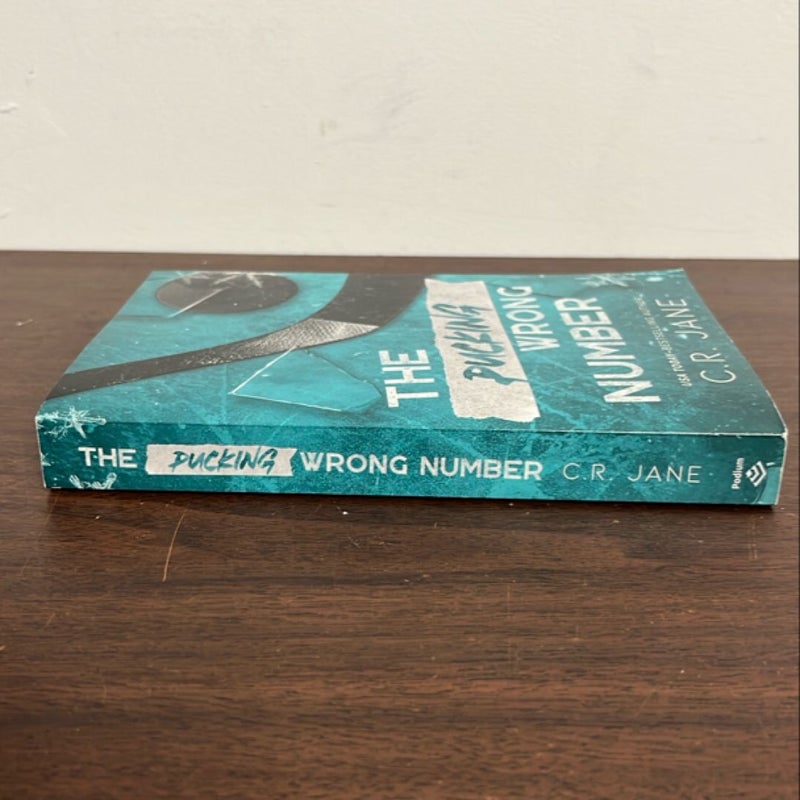 THE
PUCKING
WRONG
NUMBER
USA TODAY BESTSELLING AUTHOR
C.R. JANE
THE PUCKING WRONG NUMBER C.R. JANE Podium